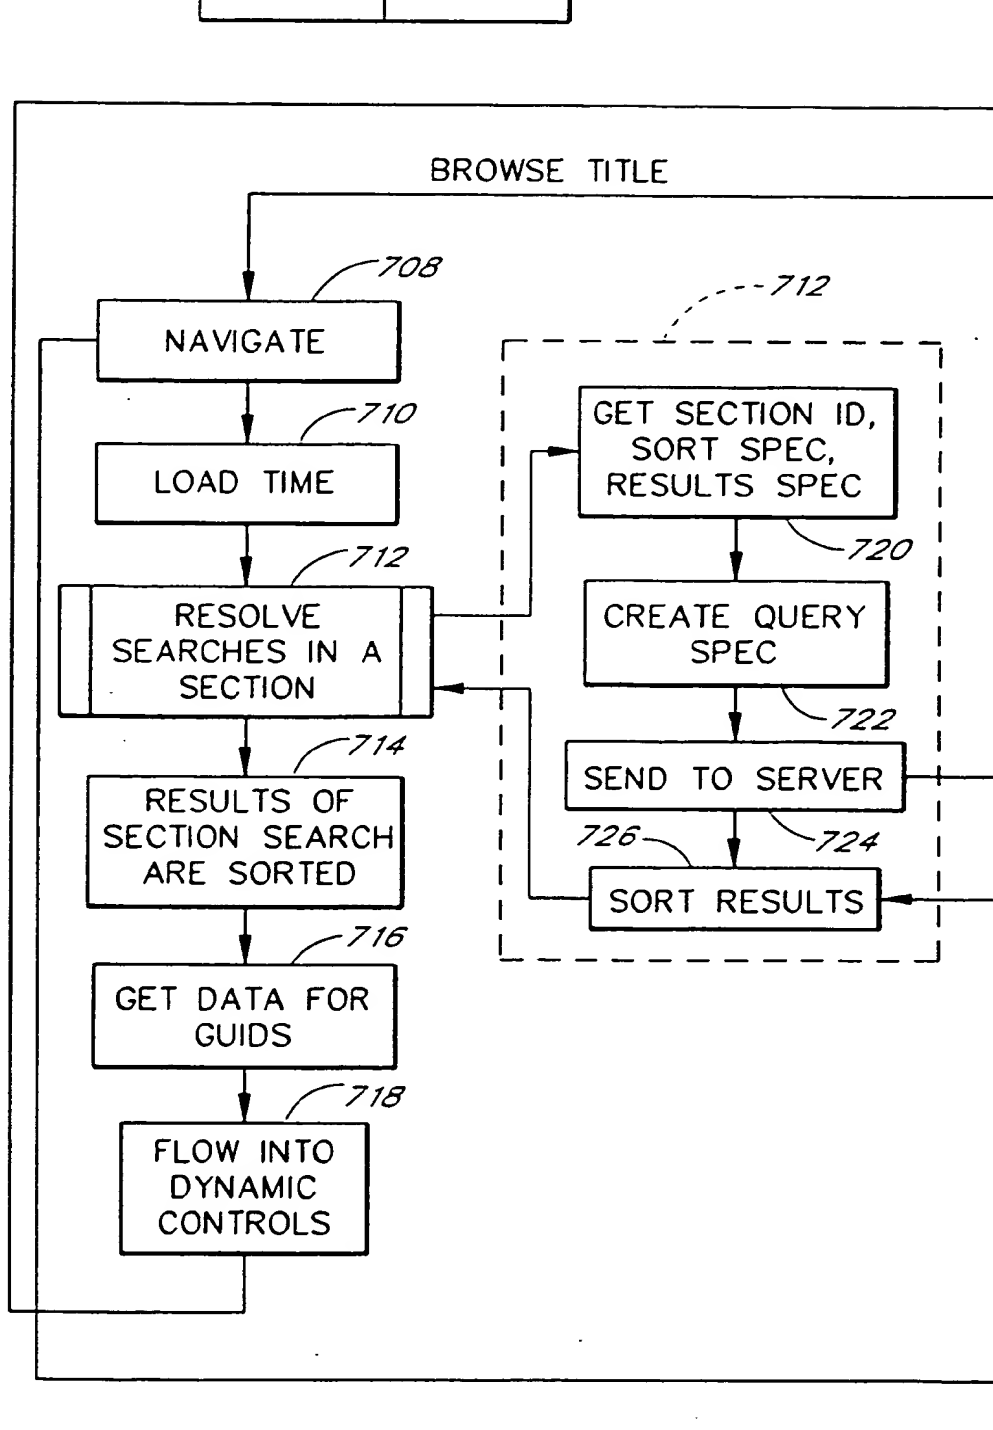 BROWSE TITLE
708
NAVIGATE
710
LOAD TIME
712
RESOLVE
SEARCHES IN A
SECTION
714
RESULTS OF
SECTION SEARCH
ARE SORTED
716
GET DATA FOR
GUIDS
718
FLOW INTO
DYNAMIC
CONTROLS
712
GET SECTION ID,
SORT SPEC,
RESULTS SPEC
720
CREATE QUERY
SPEC
722
SEND TO SERVER
724
726
SORT RESULTS